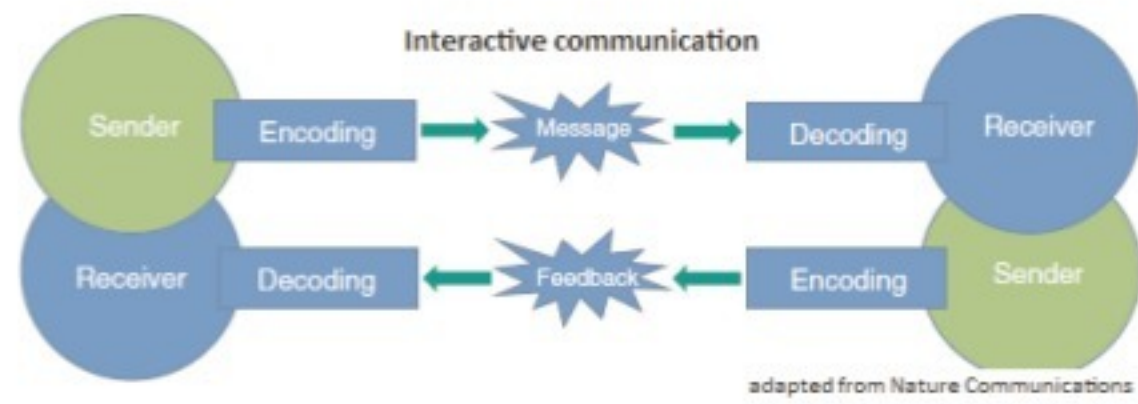 Interactive communication
Sender
Encoding
Message
Decoding
Receiver
Receiver
Decoding
Feedback
Encoding
Sender
adapted from Nature Communications